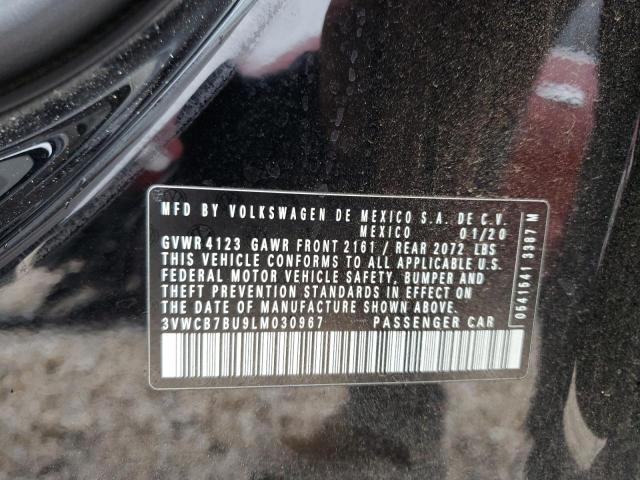 MFD BY VOLKSWAGEN DE MEXICO S.A. DE C.V.
MEXICO 01/20
GVWR 4123 GAWR FRONT 2161 / REAR 2072 LBS
THIS VEHICLE CONFORMS TO ALL APPLICABLE U.S.
FEDERAL MOTOR VEHICLE SAFETY, BUMPER AND
THEFT PREVENTION STANDARDS IN EFFECT ON
THE DATE OF MANUFACTURE SHOWN ABOVE.
3VWCB7BU9LM030967 PASSENGER CAR
0541541 3387 M